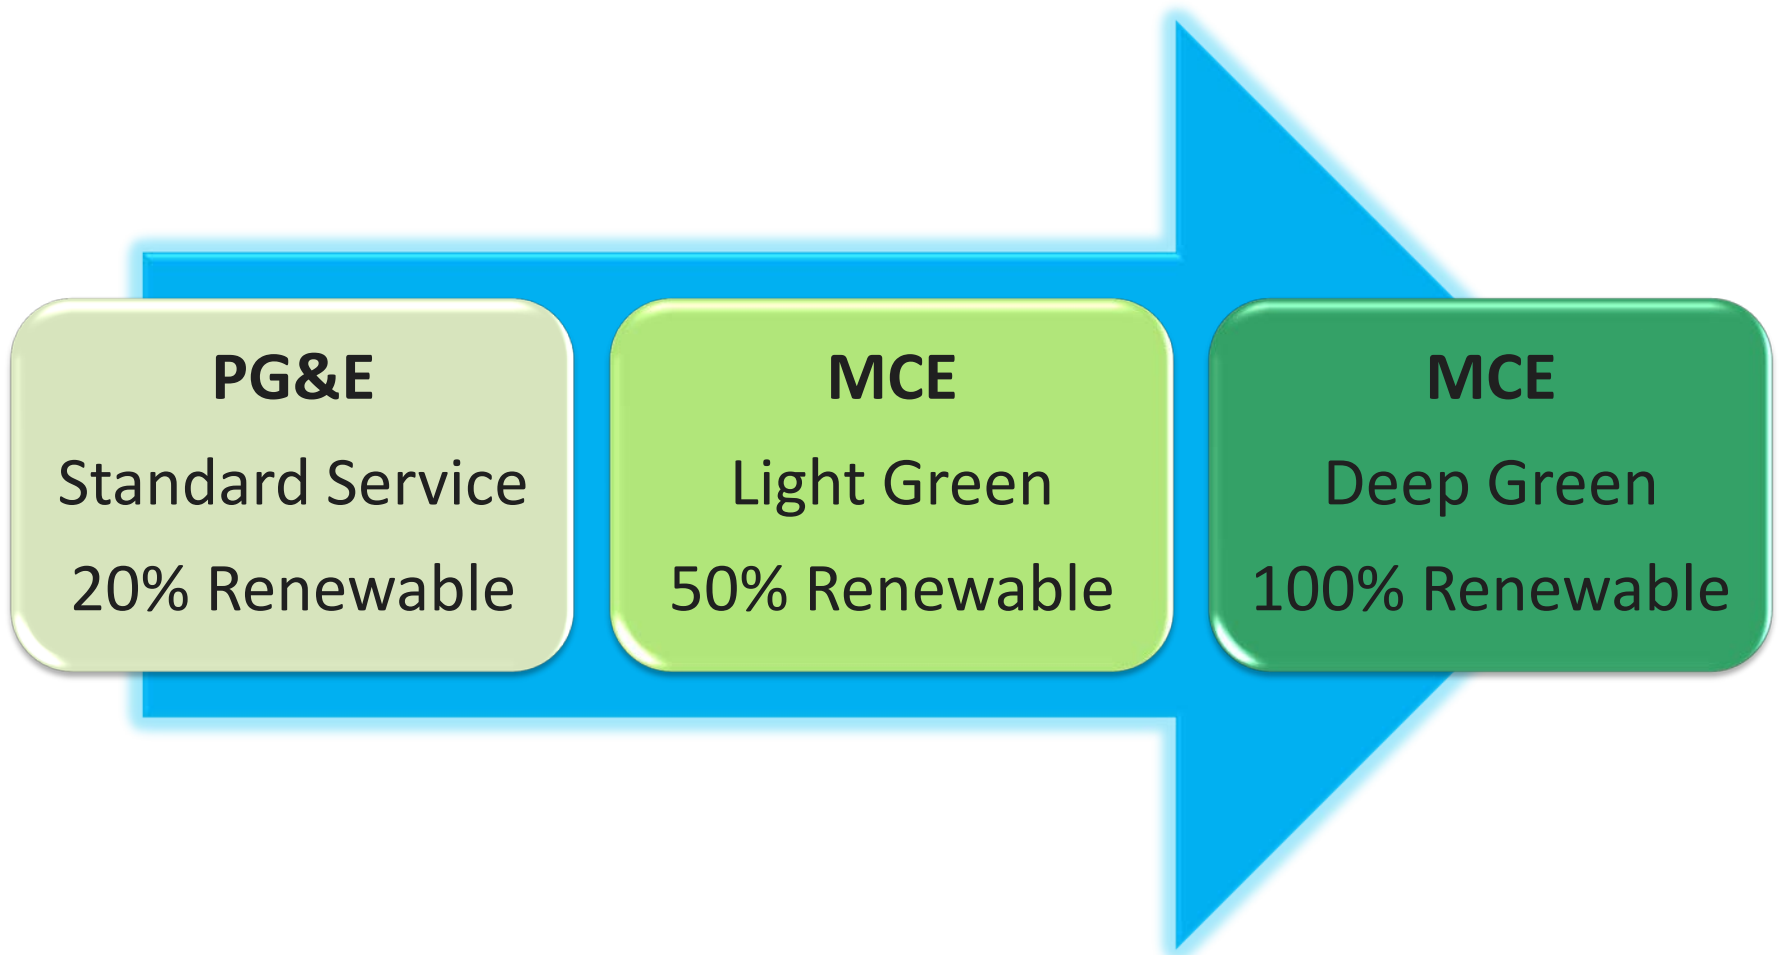 PG&E
Standard Service
20% Renewable
MCE
Light Green
50% Renewable
MCE
Deep Green
100% Renewable